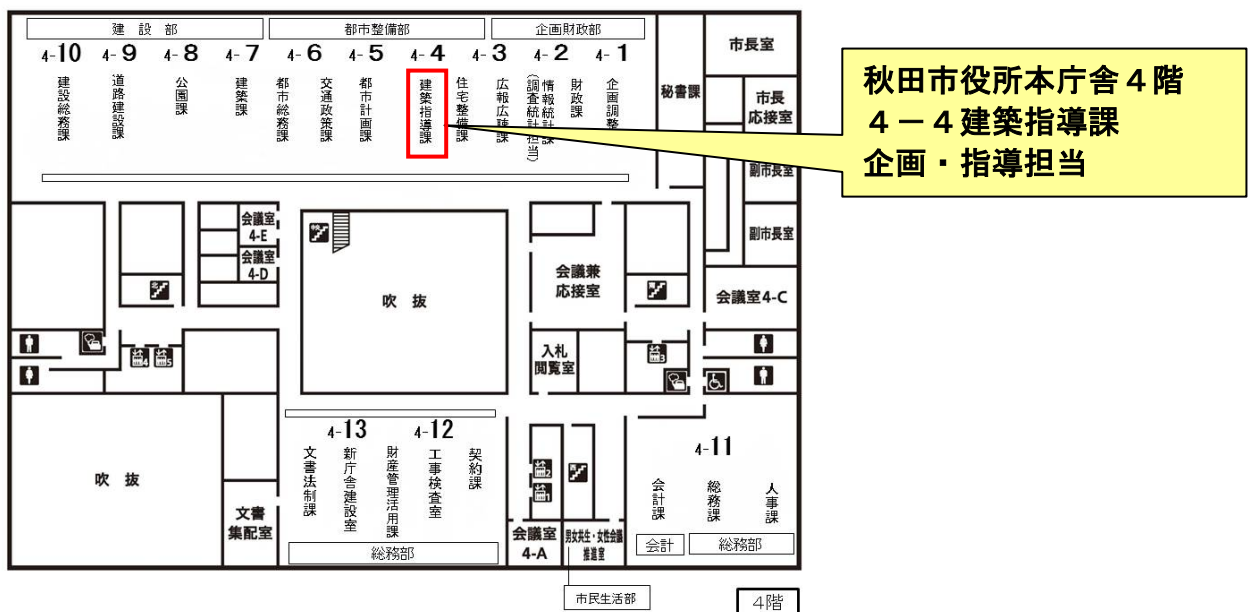 建設部
都市整備部
企画財政部
4-10
4-9
4-8
4-7
4-6
4-5
4-4
4-3
4-2
4-1
建設総務課
道路建設課
公園課
建築課
都市総務課
交通政策課
都市計画課
建築指導課
住宅整備課
広報広聴課
情報統計課
(調査統計担当)
財政課
企画調整
秘書課
市長室
市長
応接室
副市長室
副市長室
秋田市役所本庁舎4階
4-4建築指導課
企画・指導担当
会議室
4-E
会議室
4-D
吹抜
会議兼
応接室
会議室4-C
入札
閲覧室
4-13
4-12
文書法制課
新庁舎建設室
財産管理活用課
工事検査室
契約課
総務部
4-11
会計課
総務課
人事課
会計
総務部
吹抜
文書
集配室
会議室
4-A
男女共生・女性会議
推進室
市民生活部
4階